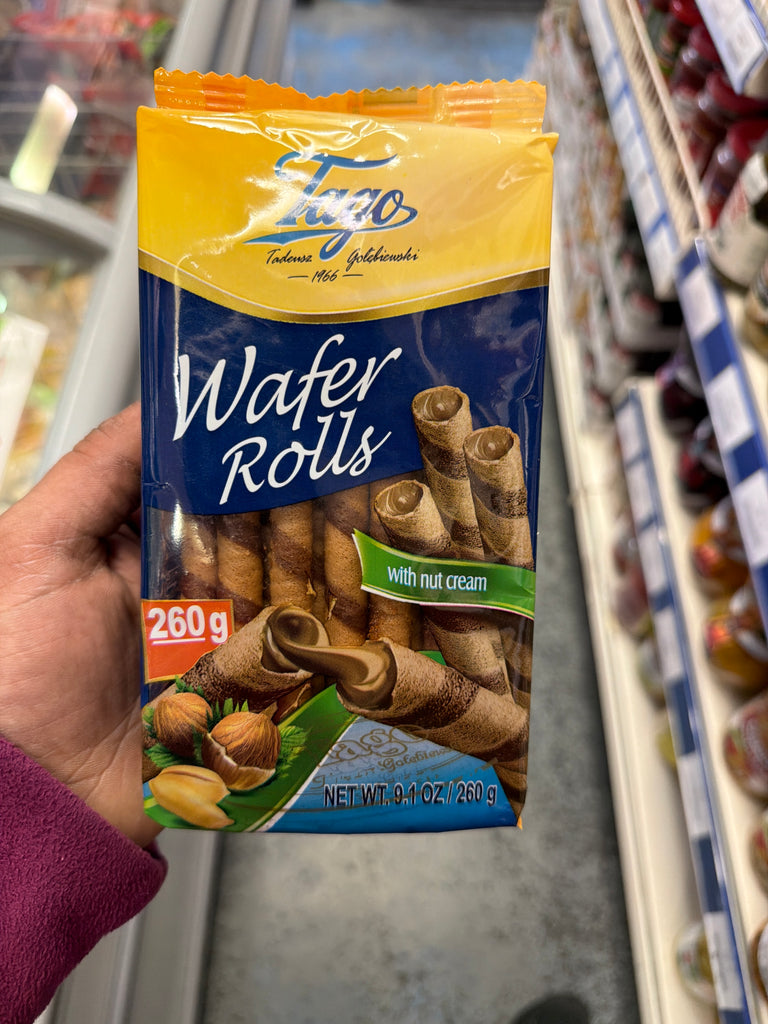 Tago
Tadeusz Gołębiewski
— 1966 —
Wafer
Rolls
with nut cream
260 g
NET WT. 9.1 OZ / 260 g